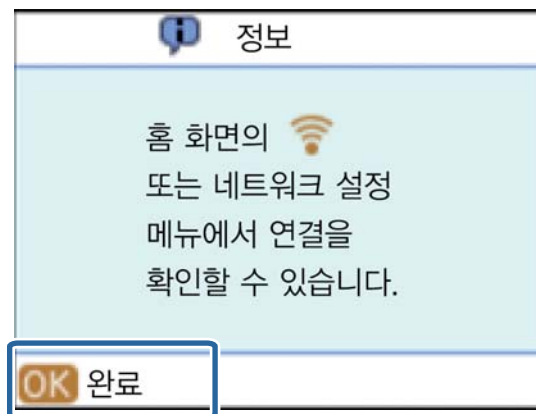 정보
홈 화면의
또는 네트워크 설정
메뉴에서 연결을
확인할 수 있습니다.
OK 완료